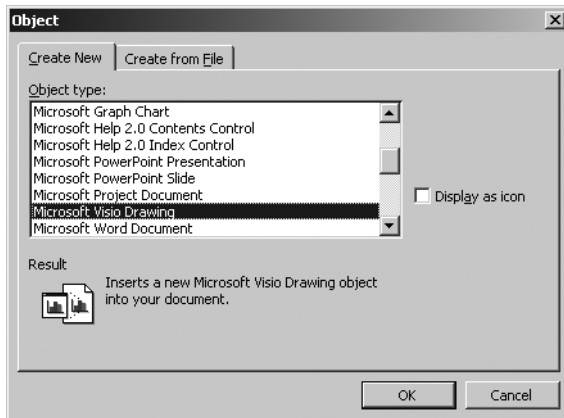 Object
Create New
Create from File
Object type:
Microsoft Graph Chart
Microsoft Help 2.0 Contents Control
Microsoft Help 2.0 Index Control
Microsoft PowerPoint Presentation
Microsoft PowerPoint Slide
Microsoft Project Document
Microsoft Visio Drawing
Microsoft Word Document
Display as icon
Result
Inserts a new Microsoft Visio Drawing object
into your document.
OK
Cancel